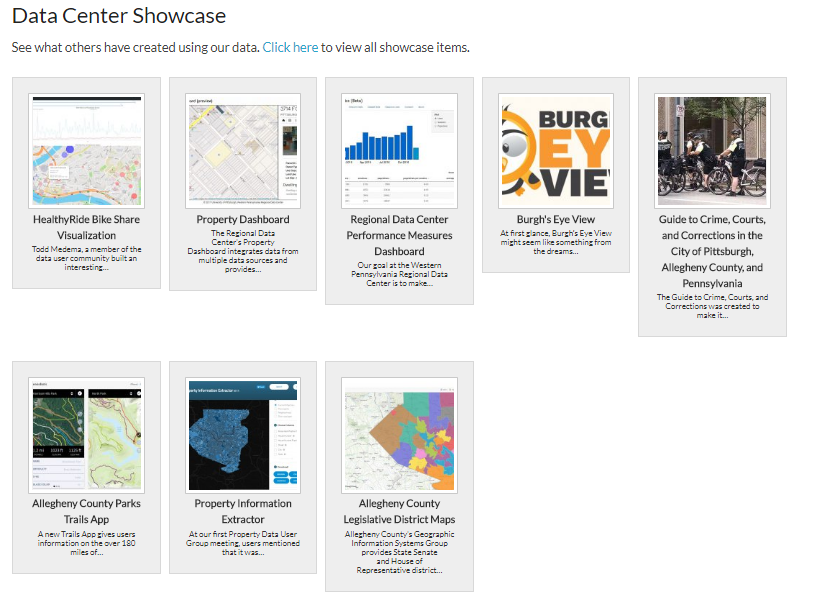 Data Center Showcase
See what others have created using our data. Click here to view all showcase items.
HealthyRide Bike Share
Visualization
Todd Medema, a member of the
data user community built an
interesting...
Property Dashboard
The Regional Data
Center's Property
Dashboard integrates data from
multiple data sources and
provides...
Regional Data Center
Performance Measures
Dashboard
Our goal at the Western
Pennsylvania Regional Data
Center is to make...
BURG
EY
VIE
Burgh's Eye View
At first glance, Burgh's Eye View
might seem like something from
the dreams...
Guide to Crime, Courts,
and Corrections in the
City of Pittsburgh,
Allegheny County, and
Pennsylvania
The Guide to Crime, Courts, and
Corrections was created to
make it...
Allegheny County Parks
Trails App
A new Trails App gives users
information on the over 180
miles of...
Property Information
Extractor
At our first Property Data User
Group meeting, users mentioned
that it was...
Allegheny County
Legislative District Maps
Allegheny County's Geographic
Information Systems Group
provides State Senate
and House of
Representative district...